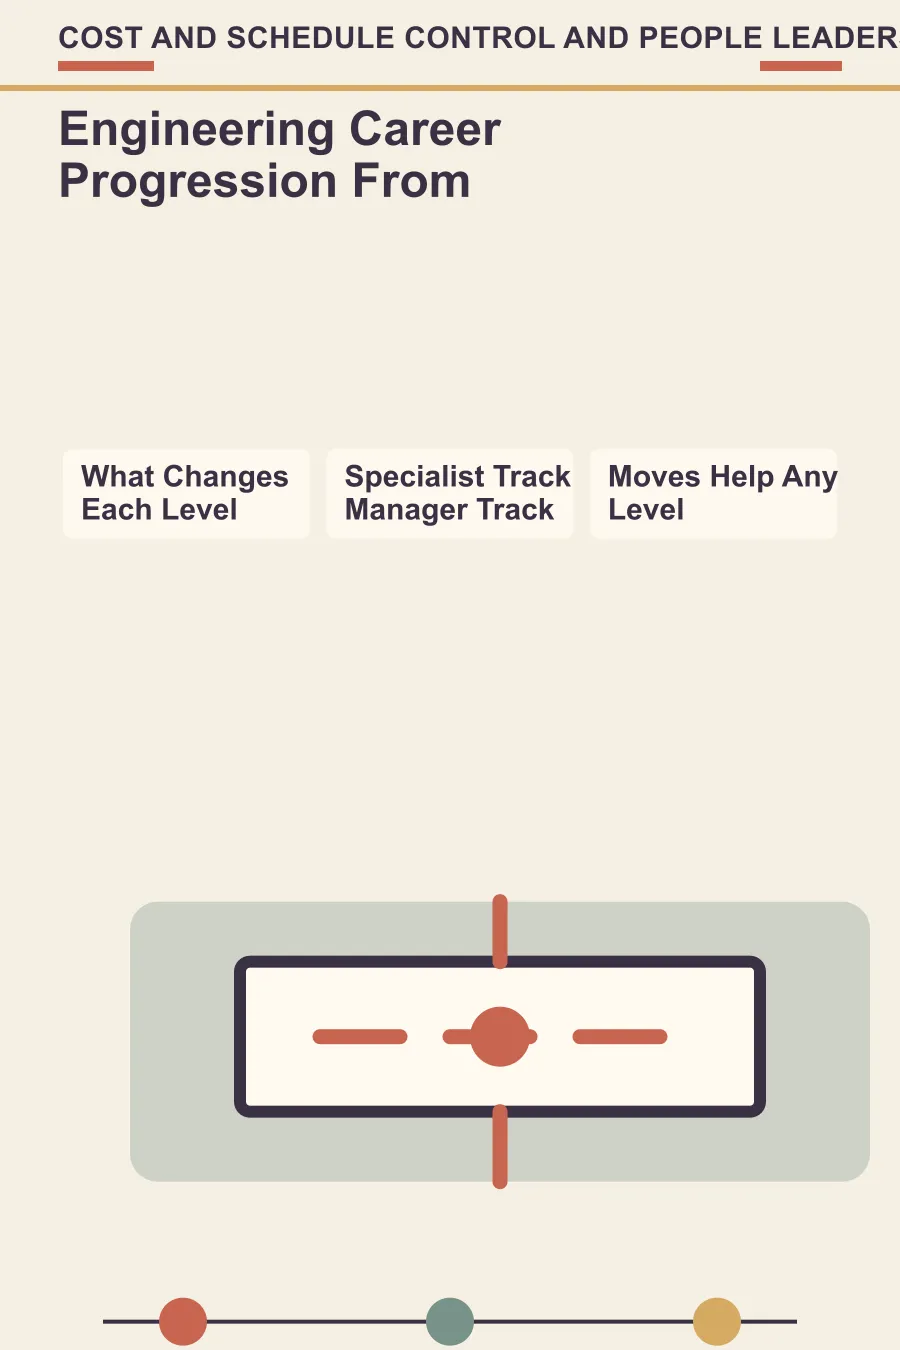 COST AND SCHEDULE CONTROL AND PEOPLE LEADER
Engineering Career
Progression From
What Changes
Each Level
Specialist Track
Manager Track
Moves Help Any
Level